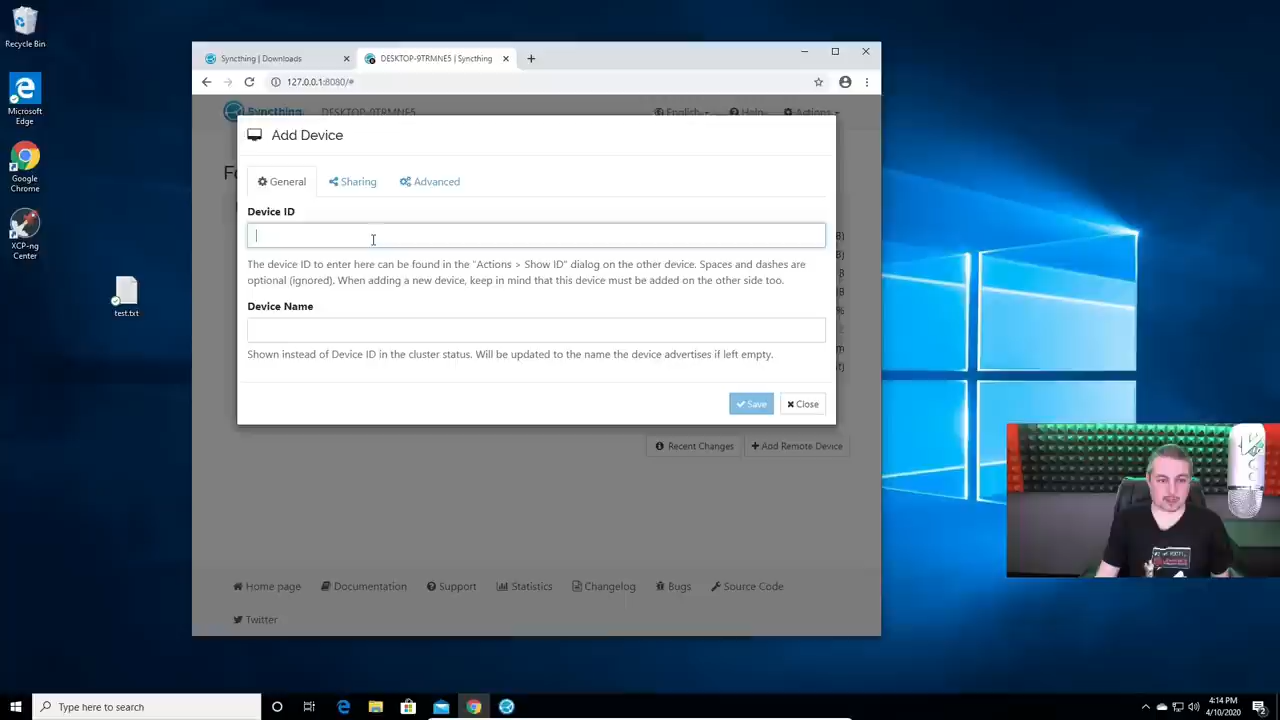 Recycle Bin
Microsoft
Edge
Google
Chrome
XCP-ng
Center
test.txt
Syncthing | Downloads
DESKTOP-9TRMNE5 | Syncthing
127.0.0.1:8080/#
Syncthing
DESKTOP-9TRMNE5
English
Help
Actions
Add Device
General
Sharing
Advanced
Device ID
The device ID to enter here can be found in the "Actions > Show ID" dialog on the other device. Spaces and dashes are
optional (ignored). When adding a new device, keep in mind that this device must be added on the other side too.
Device Name
Shown instead of Device ID in the cluster status. Will be updated to the name the device advertises if left empty.
Save
Close
Recent Changes
Add Remote Device
Home page
Documentation
Support
Statistics
Changelog
Bugs
Source Code
Twitter
Type here to search
4:14 PM
4/10/2020